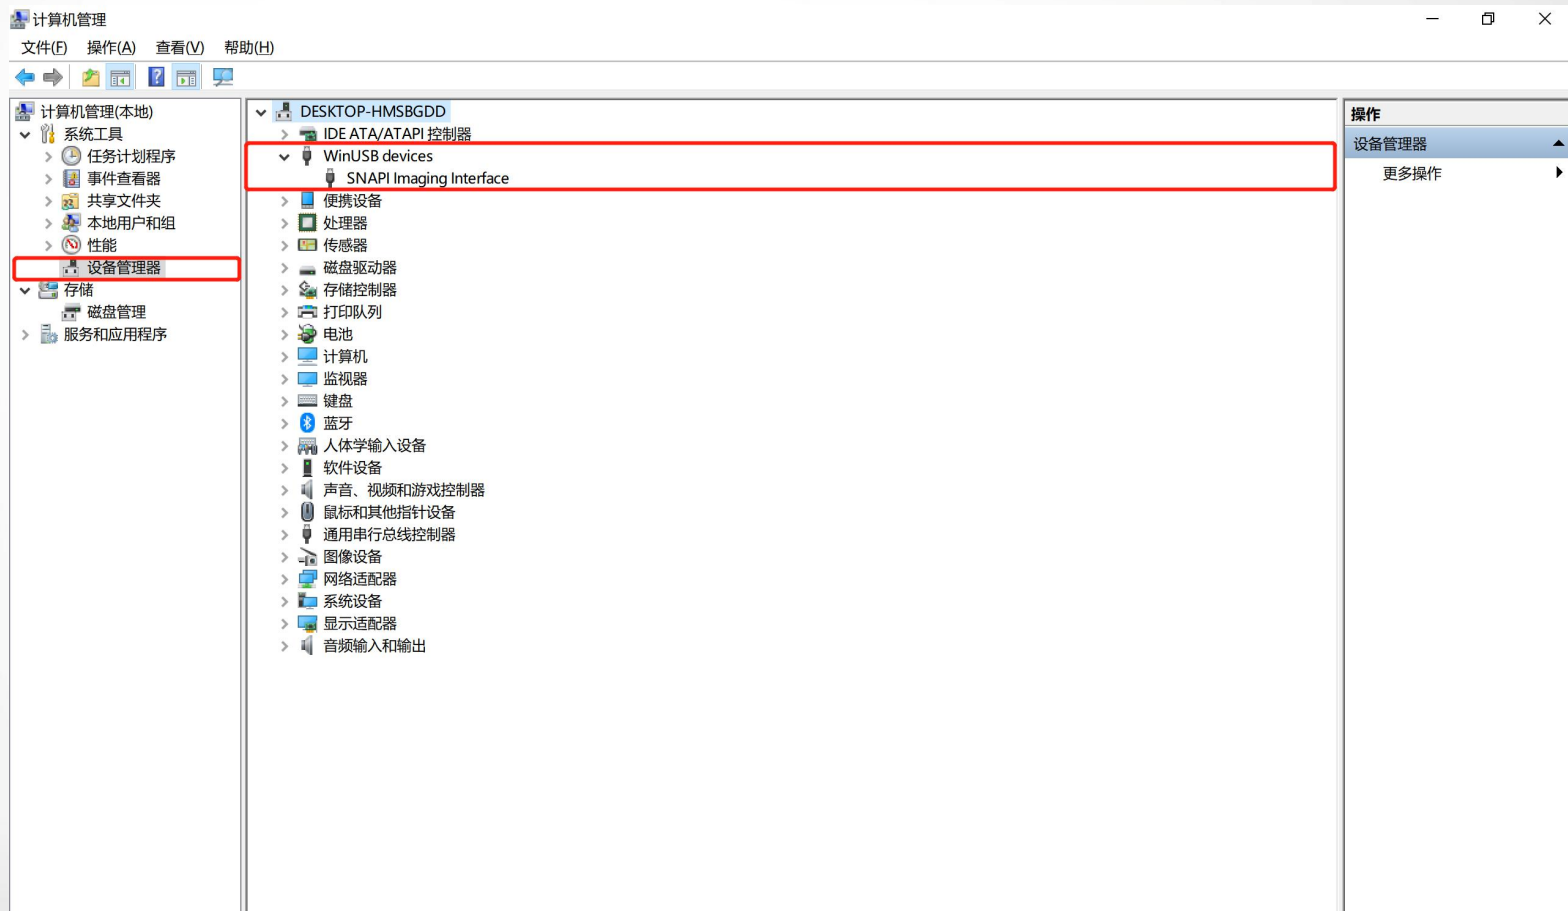 计算机管理
文件(F) 操作(A) 查看(V) 帮助(H)
计算机管理(本地)
系统工具
任务计划程序
事件查看器
共享文件夹
本地用户和组
性能
设备管理器
存储
磁盘管理
服务和应用程序
DESKTOP-HMSBGDD
IDE ATA/ATAPI 控制器
WinUSB devices
SNAPI Imaging Interface
便携设备
处理器
传感器
磁盘驱动器
存储控制器
打印队列
电池
计算机
监视器
键盘
蓝牙
人体学输入设备
软件设备
声音、视频和游戏控制器
鼠标和其他指针设备
通用串行总线控制器
图像设备
网络适配器
系统设备
显示适配器
音频输入和输出
操作
设备管理器
更多操作